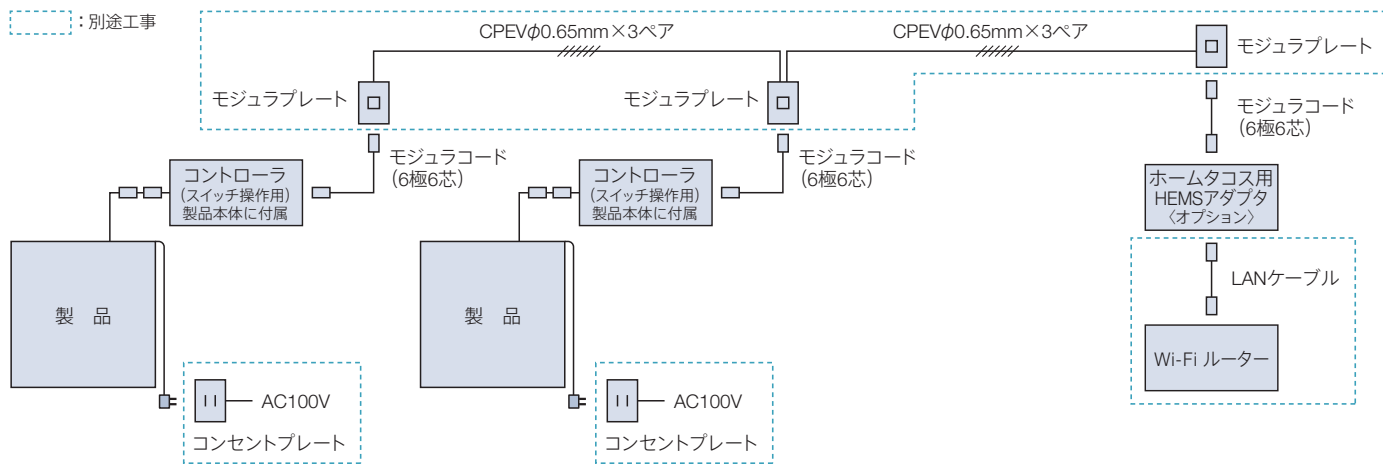 ：別途工事
CPEVφ0.65mm×3ペア
CPEVφ0.65mm×3ペア
モジュラプレート
モジュラプレート
モジュラプレート
モジュラコード
（6極6芯）
モジュラコード
（6極6芯）
モジュラコード
（6極6芯）
コントローラ
（スイッチ操作用）
製品本体に付属
コントローラ
（スイッチ操作用）
製品本体に付属
ホームタコス用
HEMSアダプタ
〈オプション〉
LANケーブル
製　品
製　品
Wi-Fi ルーター
AC100V
コンセントプレート
AC100V
コンセントプレート